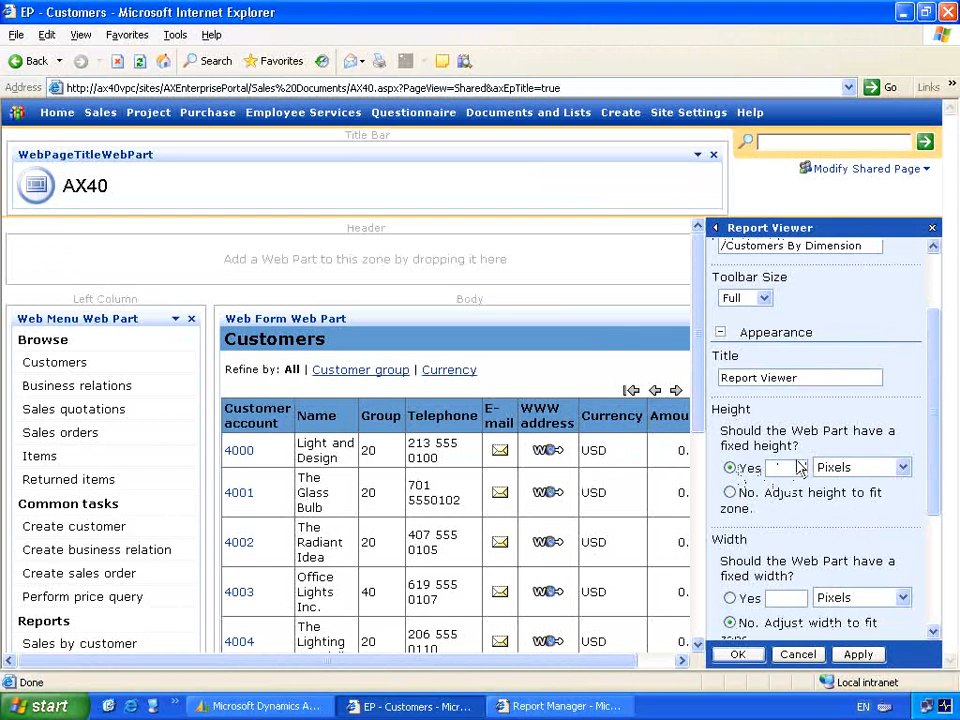 EP - Customers - Microsoft Internet Explorer
File Edit View Favorites Tools Help
Back Search Favorites
Address http://ax40vpc/sites/AXEnterprisePortal/Sales%20Documents/AX40.aspx?PageView=Shared&axEpTitle=true Go Links »
Home Sales Project Purchase Employee Services Questionnaire Documents and Lists Create Site Settings Help
Title Bar
WebPageTitleWebPart
AX40
Modify Shared Page
Header
Add a Web Part to this zone by dropping it here
Left Column
Web Menu Web Part
Browse
Customers
Business relations
Sales quotations
Sales orders
Items
Returned items
Common tasks
Create customer
Create business relation
Create sales order
Perform price query
Reports
Sales by customer
Body
Web Form Web Part
Customers
Refine by: All | Customer group | Currency
Customer account Name Group Telephone E-mail WWW address Currency Amou
4000 Light and Design 20 213 555 0100 USD 0.
4001 The Glass Bulb 20 701 5550102 USD 0.
4002 The Radiant Idea 20 407 555 0105 USD 0.
4003 Office Lights Inc. 40 619 555 0107 USD 0.
4004 The Lighting 20 206 555 0110 USD 0.
Report Viewer
/Customers By Dimension
Toolbar Size
Full
Appearance
Title
Report Viewer
Height
Should the Web Part have a
fixed height?
Yes Pixels
No. Adjust height to fit
zone.
Width
Should the Web Part have a
fixed width?
Yes Pixels
No. Adjust width to fit
OK Cancel Apply
Done Local intranet
start » Microsoft Dynamics A... EP - Customers - Micr... Report Manager - Mic... EN